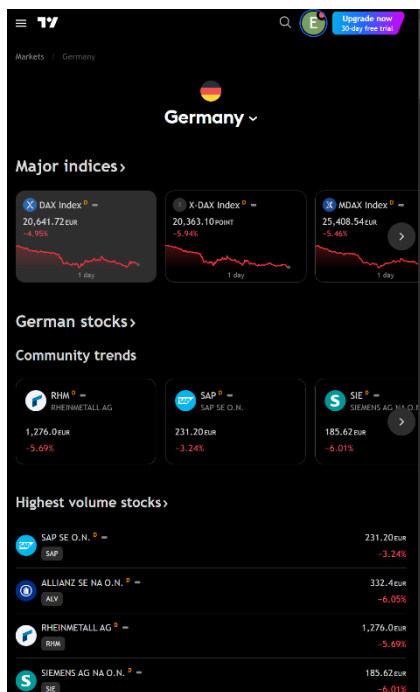 Upgrade now
30-day free trial
E
Markets / Germany
Germany
Major indices
DAX Index D
20,641.72 EUR
-4.95%
1 day
X-DAX Index D
20,363.10 POINT
-5.94%
1 day
MDAX Index D
25,408.54 EUR
-5.46%
1 day
German stocks
Community trends
RHM D
RHEINMETALL AG
1,276.0 EUR
-5.69%
SAP
SAP D
SAP SE O.N.
231.20 EUR
-3.24%
S
SIE D
SIEMENS AG NA O.N
185.62 EUR
-6.01%
Highest volume stocks
SAP
SAP SE O.N. D
SAP
231.20 EUR
-3.24%
ALLIANZ SE NA O.N. D
ALV
332.4 EUR
-6.05%
RHEINMETALL AG D
RHM
1,276.0 EUR
-5.69%
S
SIEMENS AG NA O.N. D
SIE
185.62 EUR
-6.01%